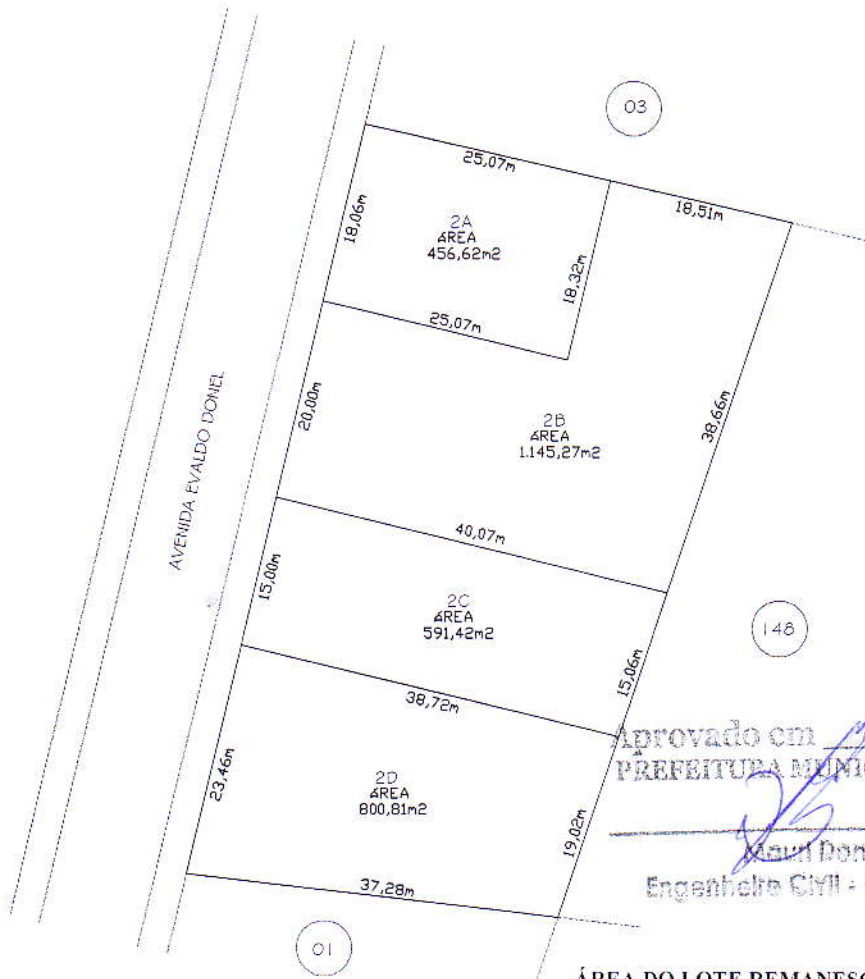 03
25,07m
18,51m
18,06m
2A
ÁREA
456,62m2
18,32m
25,07m
20,00m
38,66m
2B
ÁREA
1.145,27m2
AVENIDA EVALDO DONEL
40,07m
15,00m
2C
ÁREA
591,42m2
148
15,06m
38,72m
Aprovado em
PREFEITURA
23,46m
2D
ÁREA
800,81m2
19,02m
Engenheiro Civil -
37,28m
01
ÁREA DO LOTE